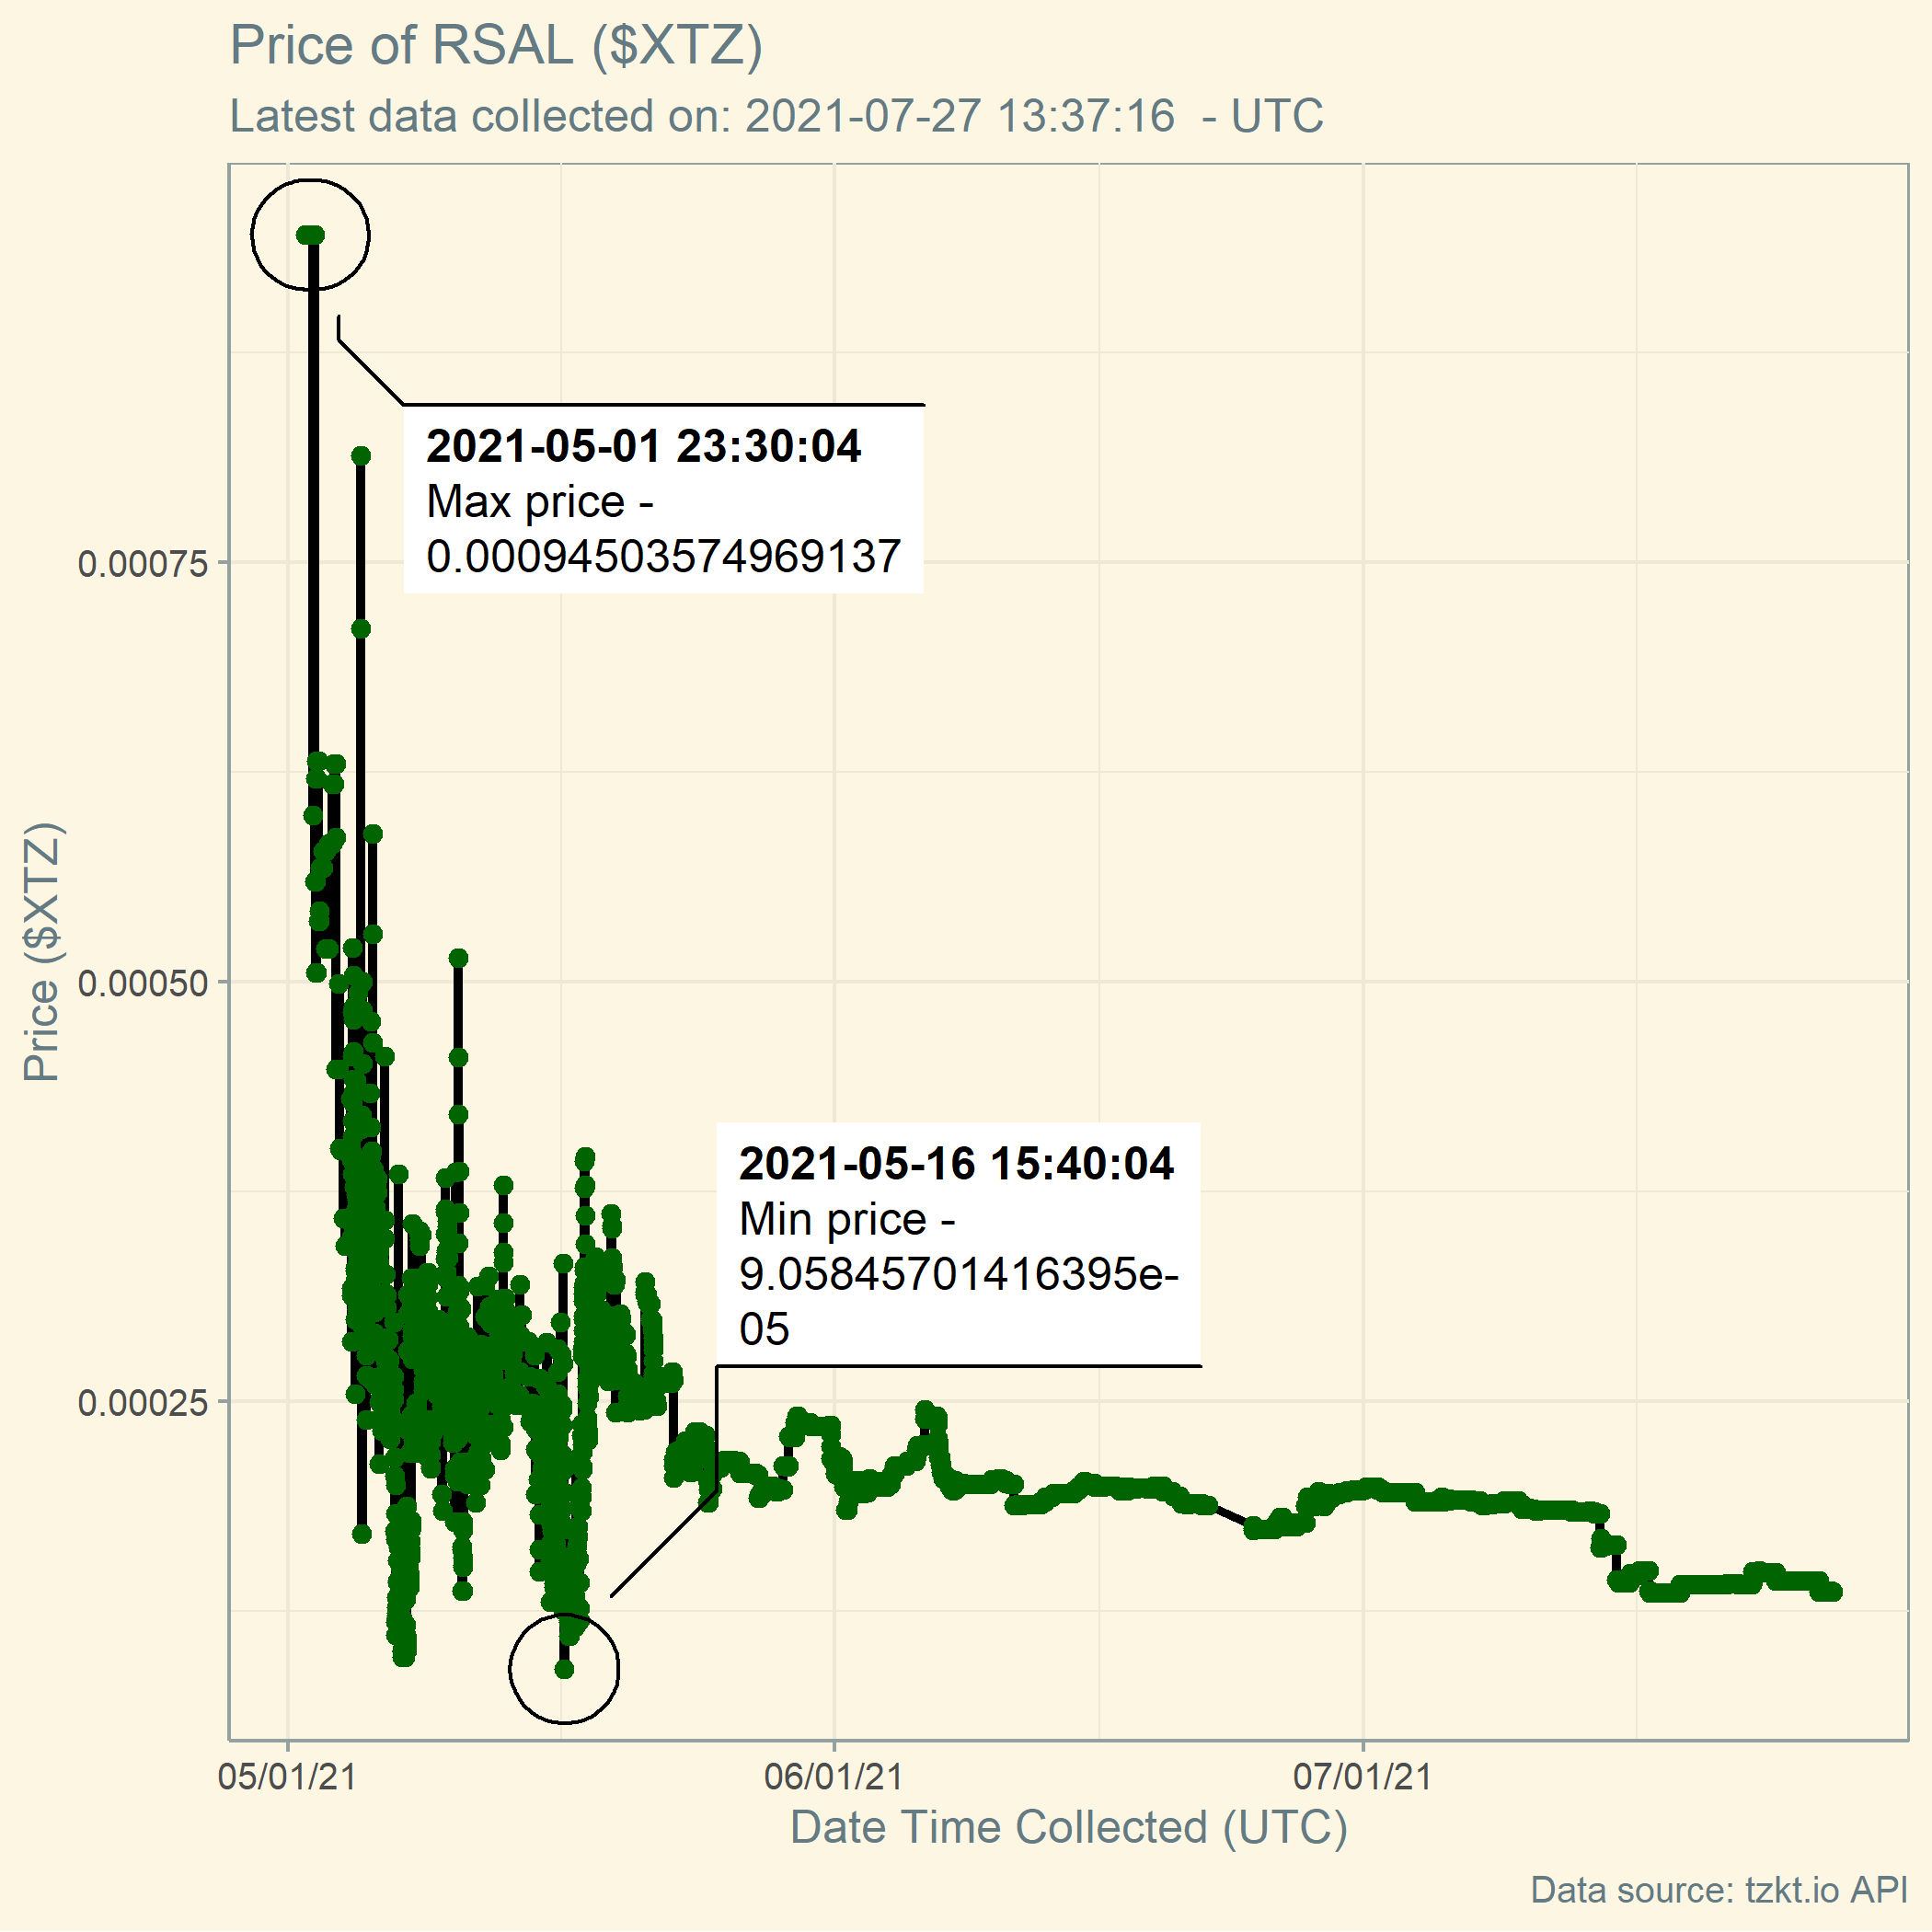 Price of RSAL ($XTZ)
Latest data collected on: 2021-07-27 13:37:16  - UTC
2021-05-01 23:30:04
Max price -
0.000945035749691​37
0.00075
Price ($XTZ)
0.00050
2021-05-16 15:40:04
Min price -
9.05845701416395e-
05
0.00025
05/01/21
06/01/21
07/01/21
Date Time Collected (UTC)
Data source: tzkt.io API